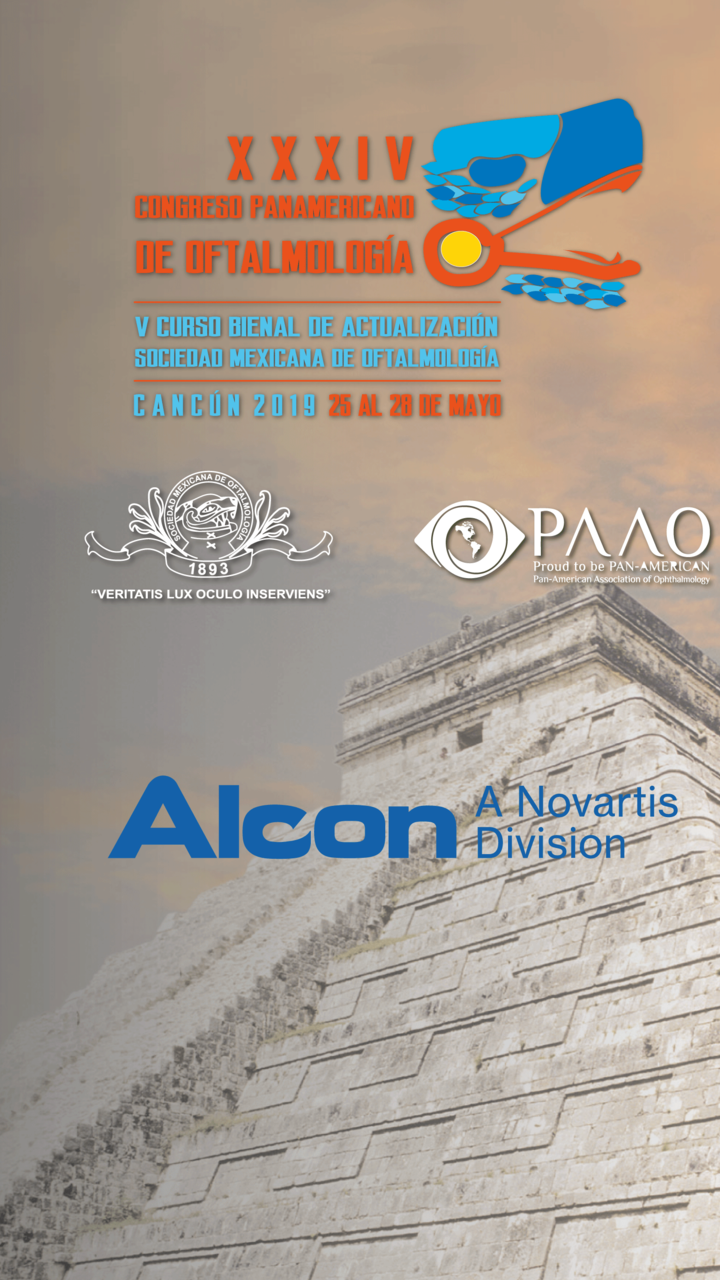 XXXIV
CONGRESO PANAMERICANO
DE OFTALMOLOGÍA
V CURSO BIENAL DE ACTUALIZACIÓN
SOCIEDAD MEXICANA DE OFTALMOLOGÍA
CANCÚN 2019 25 AL 28 DE MAYO
SOCIEDAD MEXICANA DE OFTALMOLOGÍA
1893
“VERITATIS LUX OCULO INSERVIENS”
PAAO
Proud to be PAN-AMERICAN
Pan-American Association of Ophthalmology
Alcon
A Novartis
Division